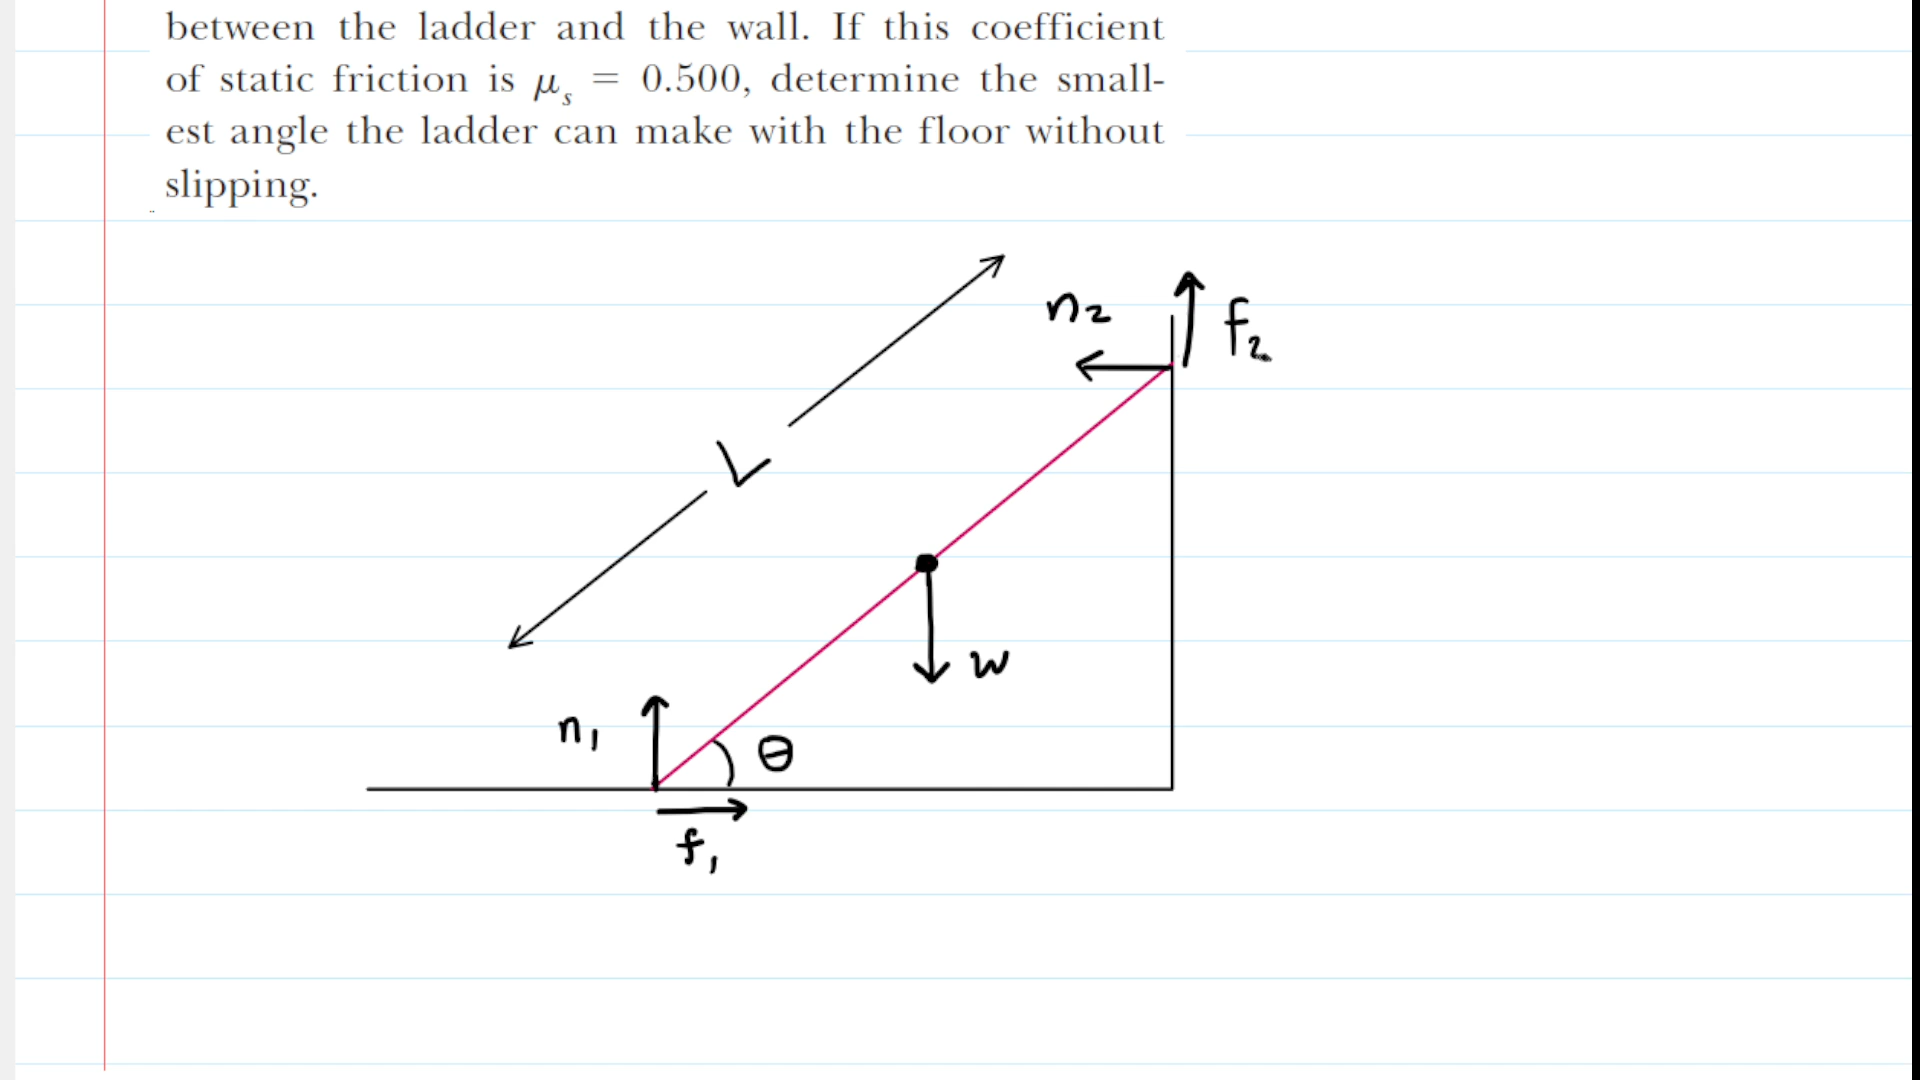 between the ladder and the wall. If this coefficient
of static friction is μₛ = 0.500, determine the small-
est angle the ladder can make with the floor without
slipping.
n₂
f₂
L
w
n₁
θ
f₁